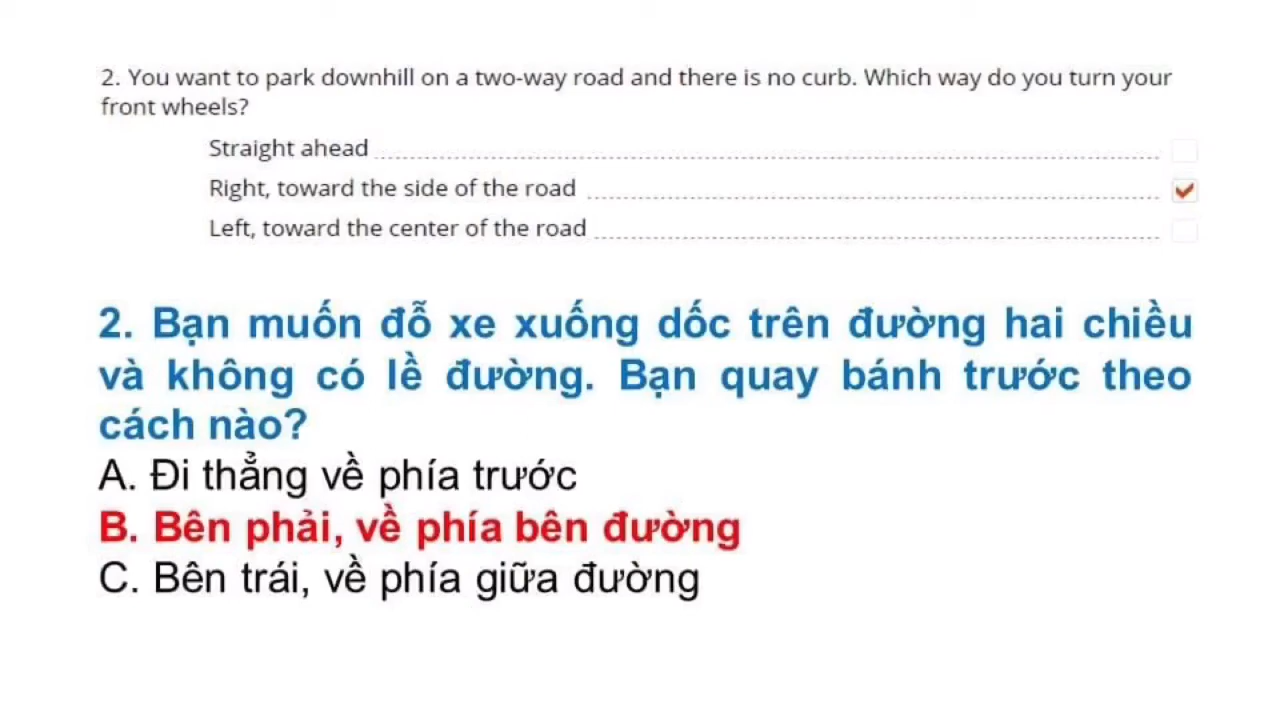 2. You want to park downhill on a two-way road and there is no curb. Which way do you turn your
front wheels?
Straight ahead
Right, toward the side of the road
Left, toward the center of the road
2. Bạn muốn đỗ xe xuống dốc trên đường hai chiều
và không có lề đường. Bạn quay bánh trước theo
cách nào?
A. Đi thẳng về phía trước
B. Bên phải, về phía bên đường
C. Bên trái, về phía giữa đường